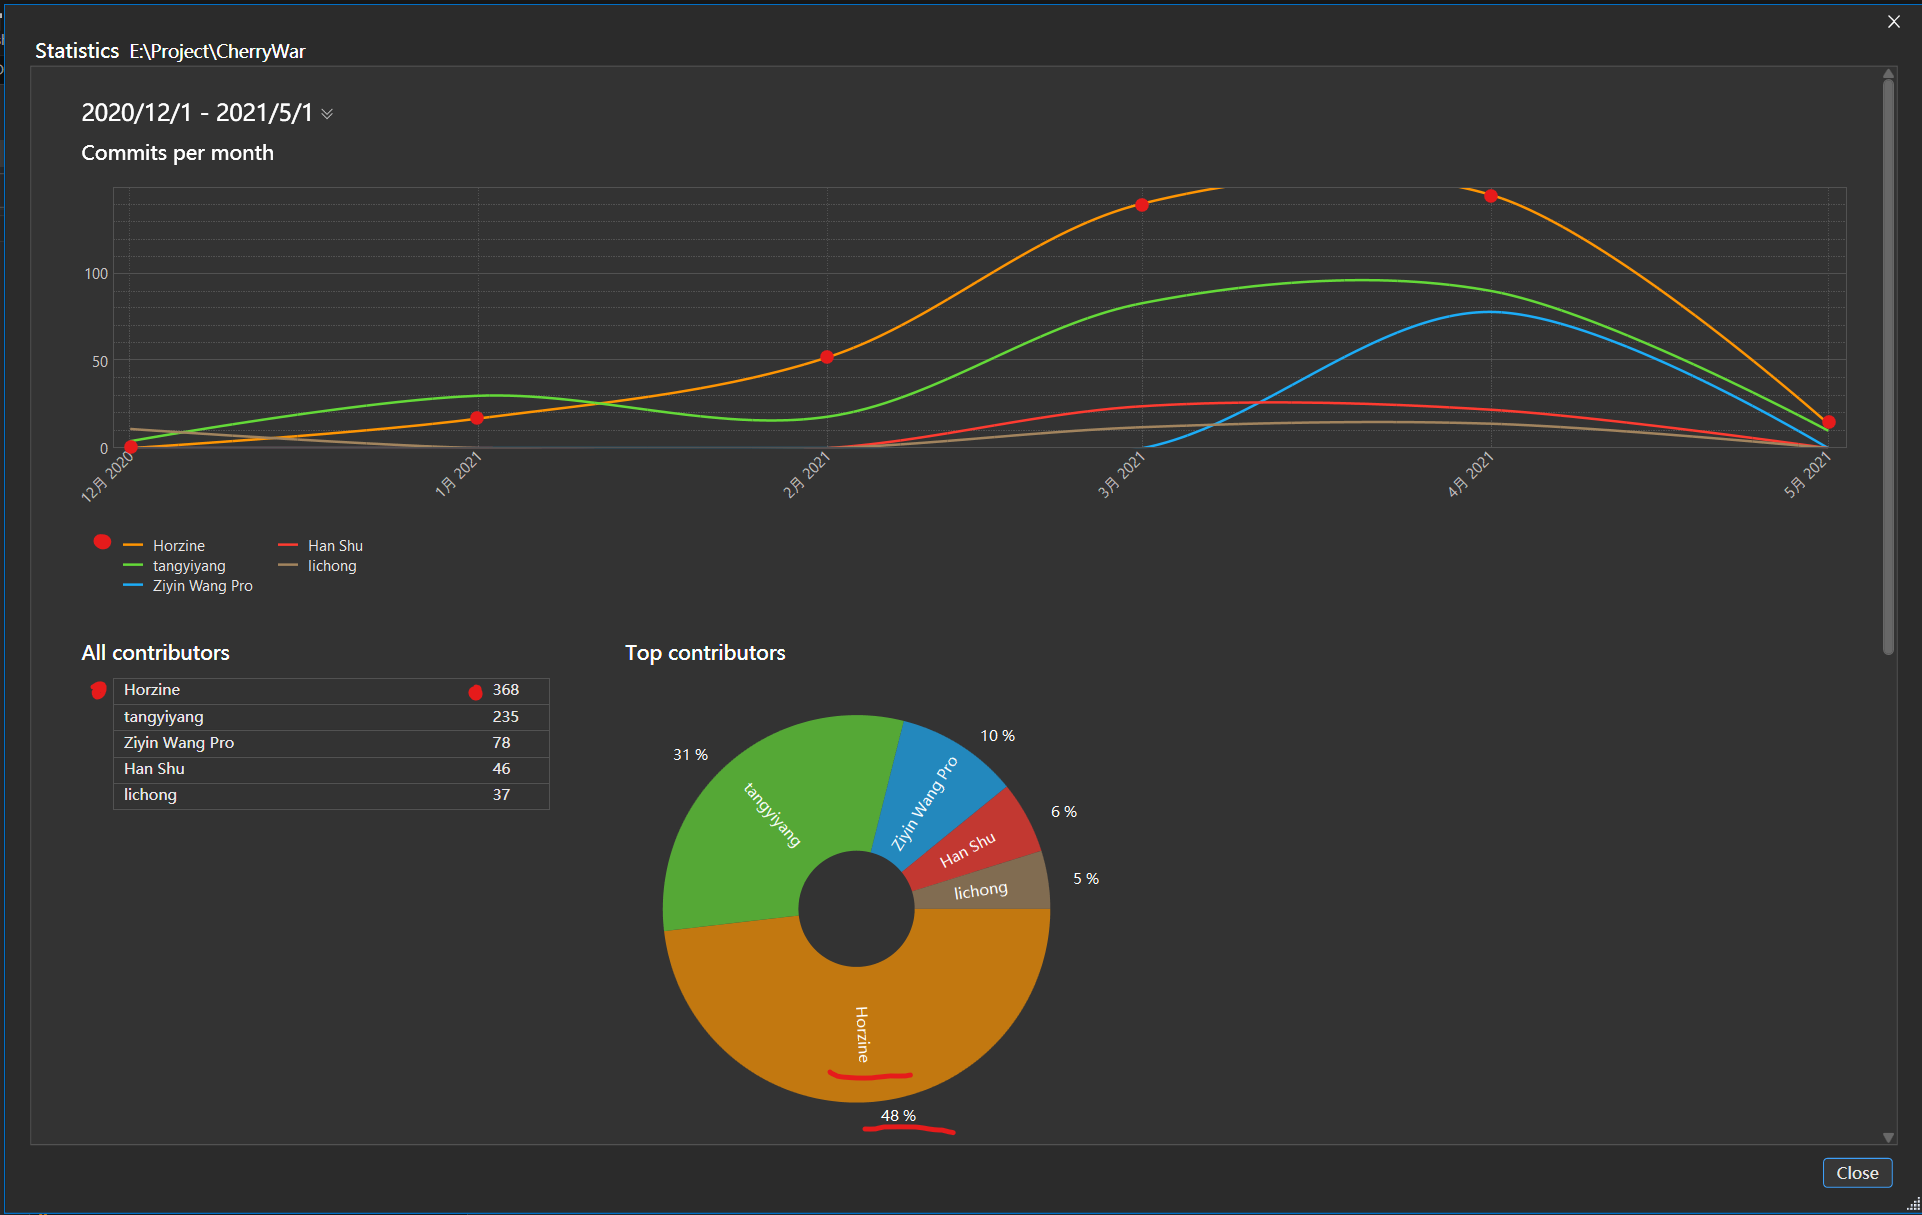 Statistics E:\Project\CherryWar
2020/12/1 - 2021/5/1
Commits per month
100
50
0
12月 2020
1月 2021
2月 2021
3月 2021
4月 2021
5月 2021
Horzine
Han Shu
tangyiyang
lichong
Ziyin Wang Pro
All contributors
Horzine 368
tangyiyang 235
Ziyin Wang Pro 78
Han Shu 46
lichong 37
Top contributors
10 %
31 %
Ziyin Wang Pro
tangyiyang
6 %
Han Shu
5 %
lichong
Horzine
48 %
Close